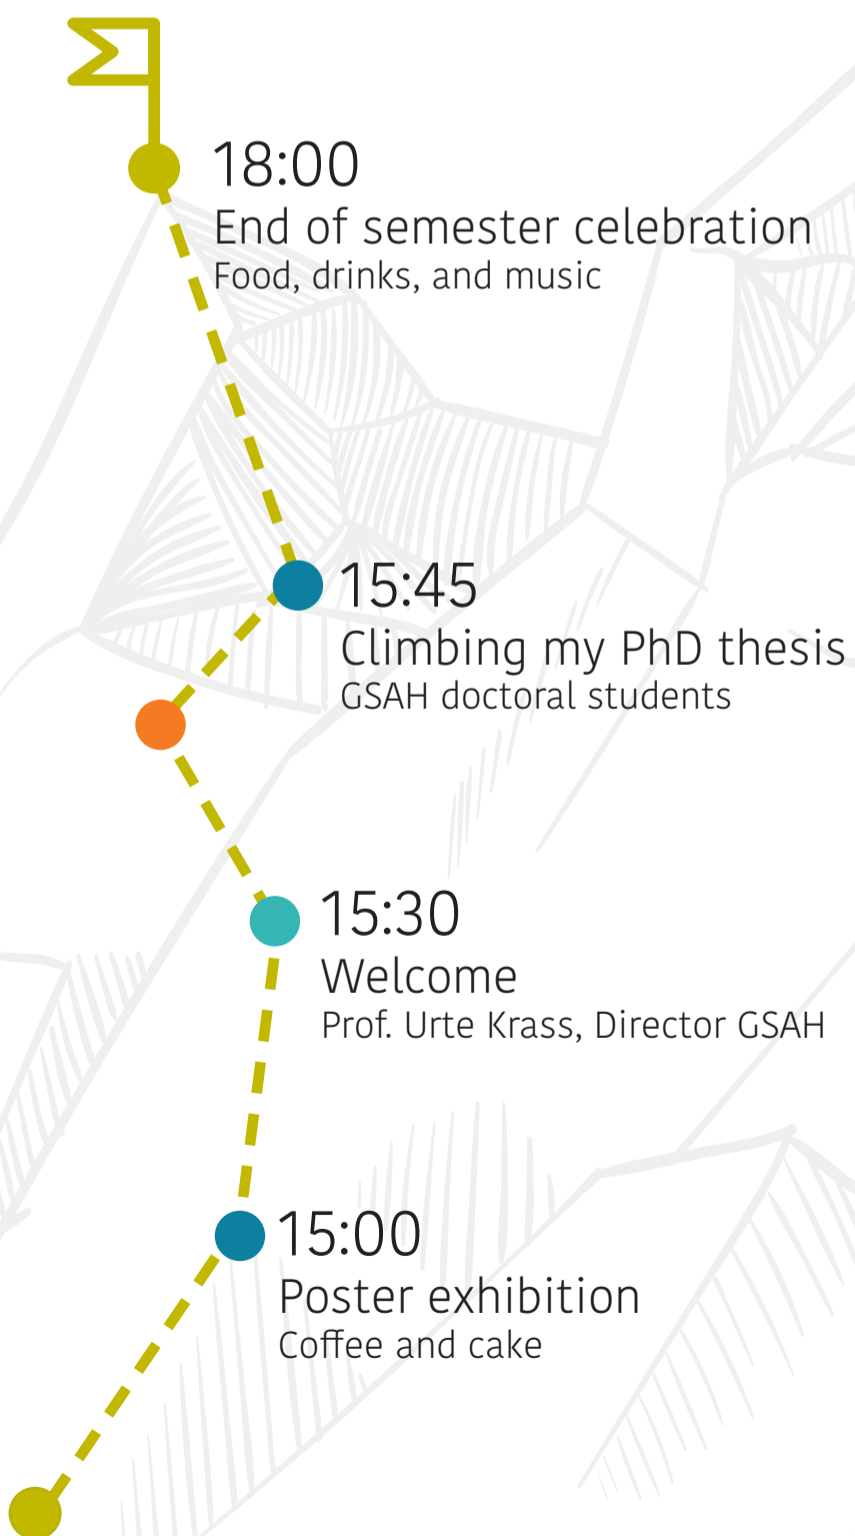 18:00
End of semester celebration
Food, drinks, and music
15:45
Climbing my PhD thesis
GSAH doctoral students
15:30
Welcome
Prof. Urte Krass, Director GSAH
15:00
Poster exhibition
Coffee and cake